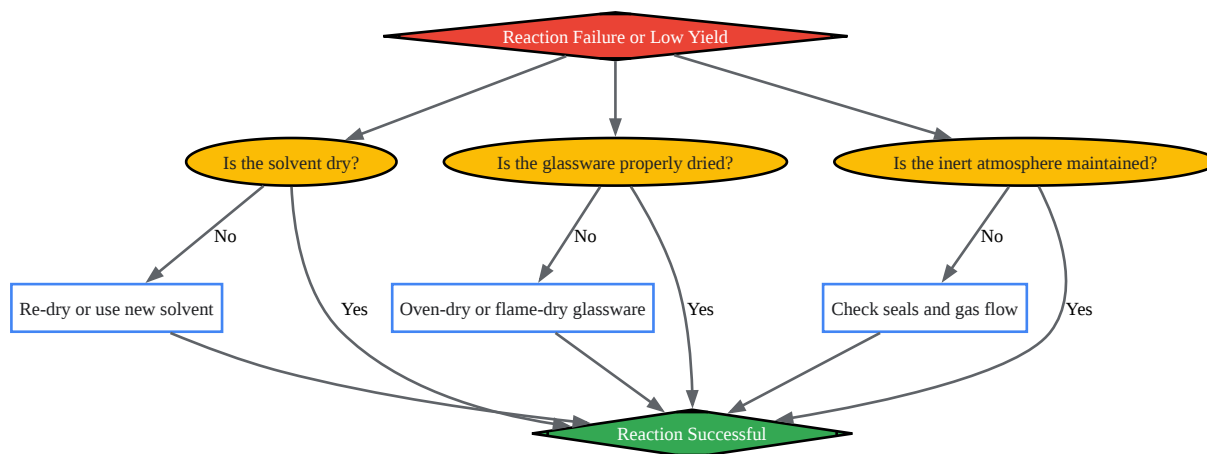 Reaction Failure or Low Yield
Is the solvent dry?
Is the glassware properly dried?
Is the inert atmosphere maintained?
No
No
No
Re-dry or use new solvent
Yes
Oven-dry or flame-dry glassware
Yes
Check seals and gas flow
Yes
Reaction Successful